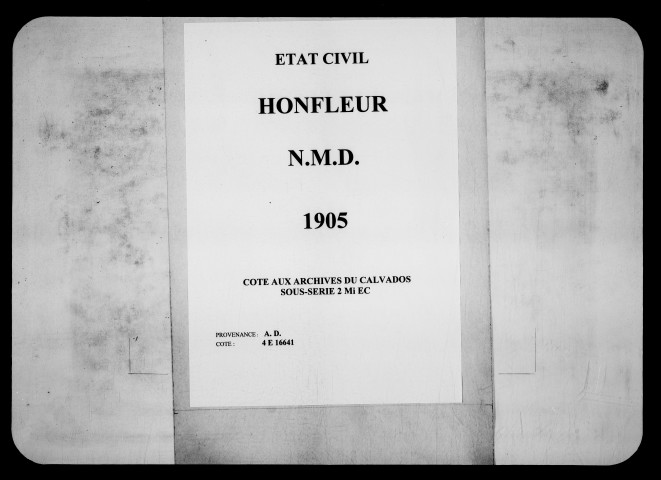 ETAT CIVIL
HONFLEUR
N.M.D.
1905
COTE AUX ARCHIVES DU CALVADOS
SOUS-SERIE 2 Mi EC
PROVENANCE : A. D.
COTE : 4 E 16641